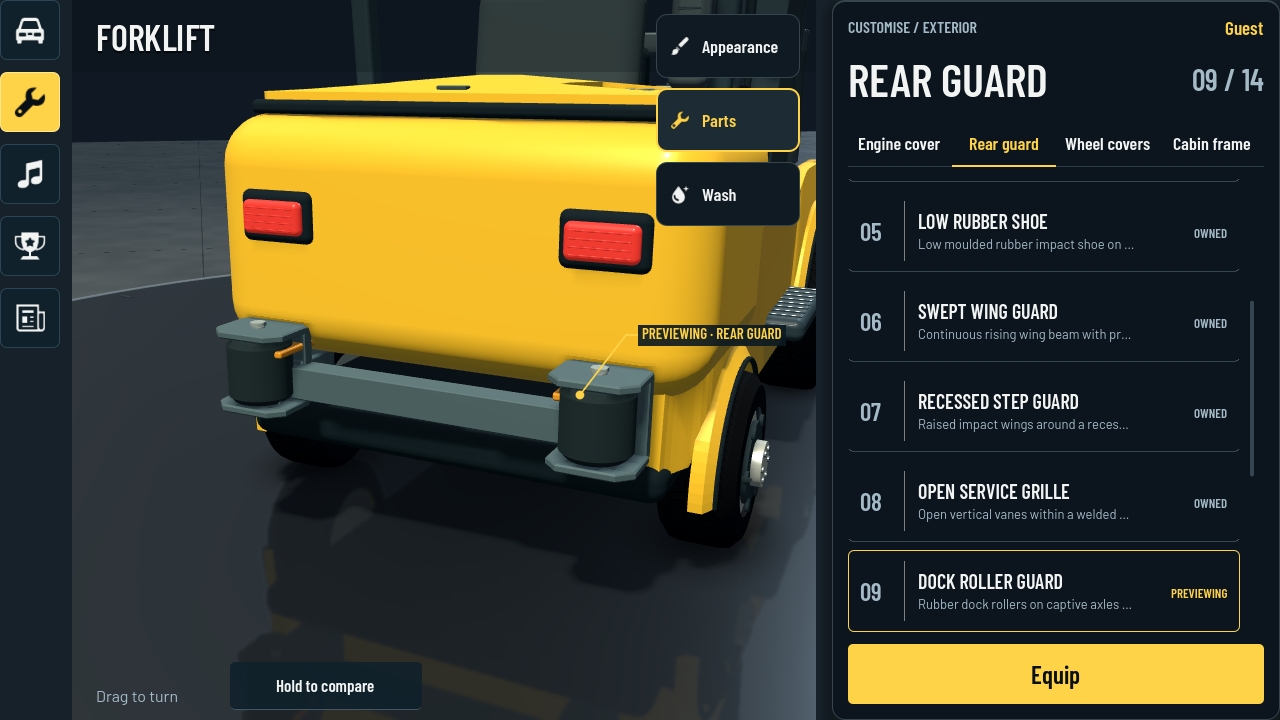 FORKLIFT
Appearance
Parts
Wash
PREVIEWING · REAR GUARD
Drag to turn
Hold to compare
CUSTOMISE / EXTERIOR
Guest
REAR GUARD
09 / 14
Engine cover
Rear guard
Wheel covers
Cabin frame
05
LOW RUBBER SHOE
Low moulded rubber impact shoe on ...
OWNED
06
SWEPT WING GUARD
Continuous rising wing beam with pr...
OWNED
07
RECESSED STEP GUARD
Raised impact wings around a reces...
OWNED
08
OPEN SERVICE GRILLE
Open vertical vanes within a welded ...
OWNED
09
DOCK ROLLER GUARD
Rubber dock rollers on captive axles ...
PREVIEWING
Equip